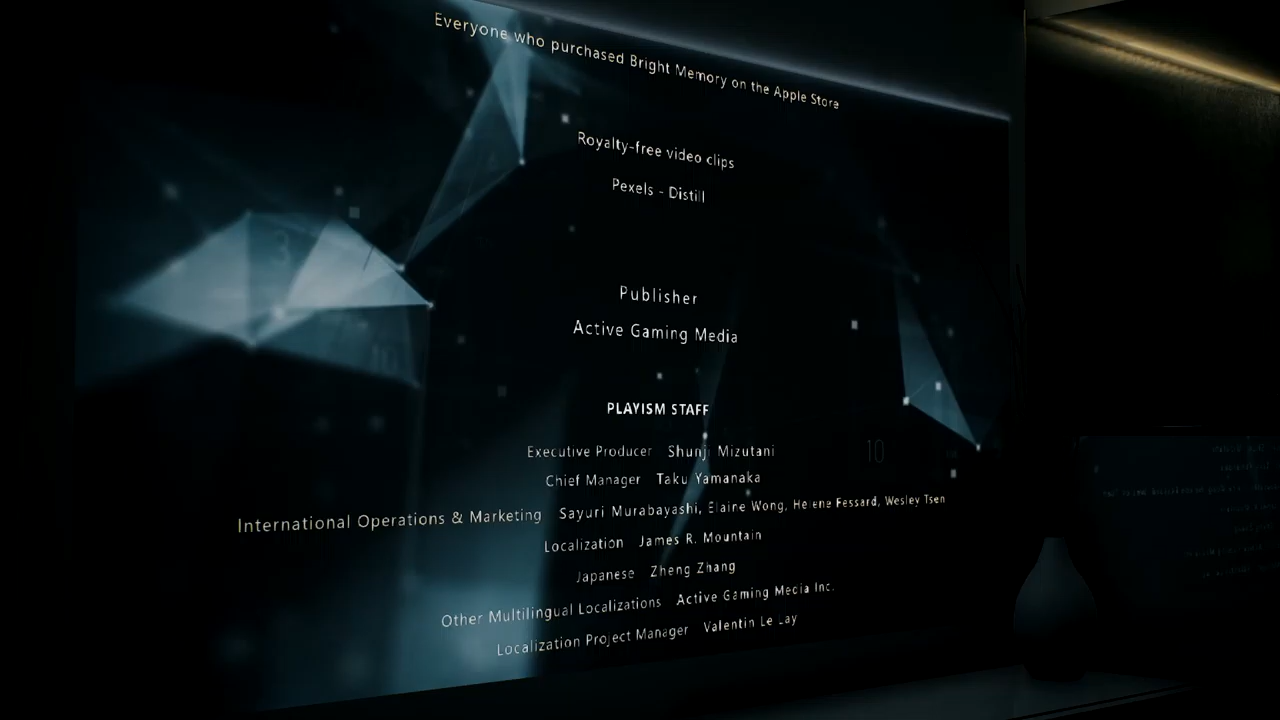 Everyone who purchased Bright Memory on the Apple Store
Royalty-free video clips
Pexels - Distill
Publisher
Active Gaming Media
PLAYISM STAFF
Executive Producer Shunji Mizutani
Chief Manager Taku Yamanaka
International Operations & Marketing Sayuri Murabayashi, Elaine Wong, Helene Fessard, Wesley Tsen
Localization James R. Mountain
Japanese Zheng Zhang
Other Multilingual Localizations Active Gaming Media Inc.
Localization Project Manager Valentin Le Lay
10